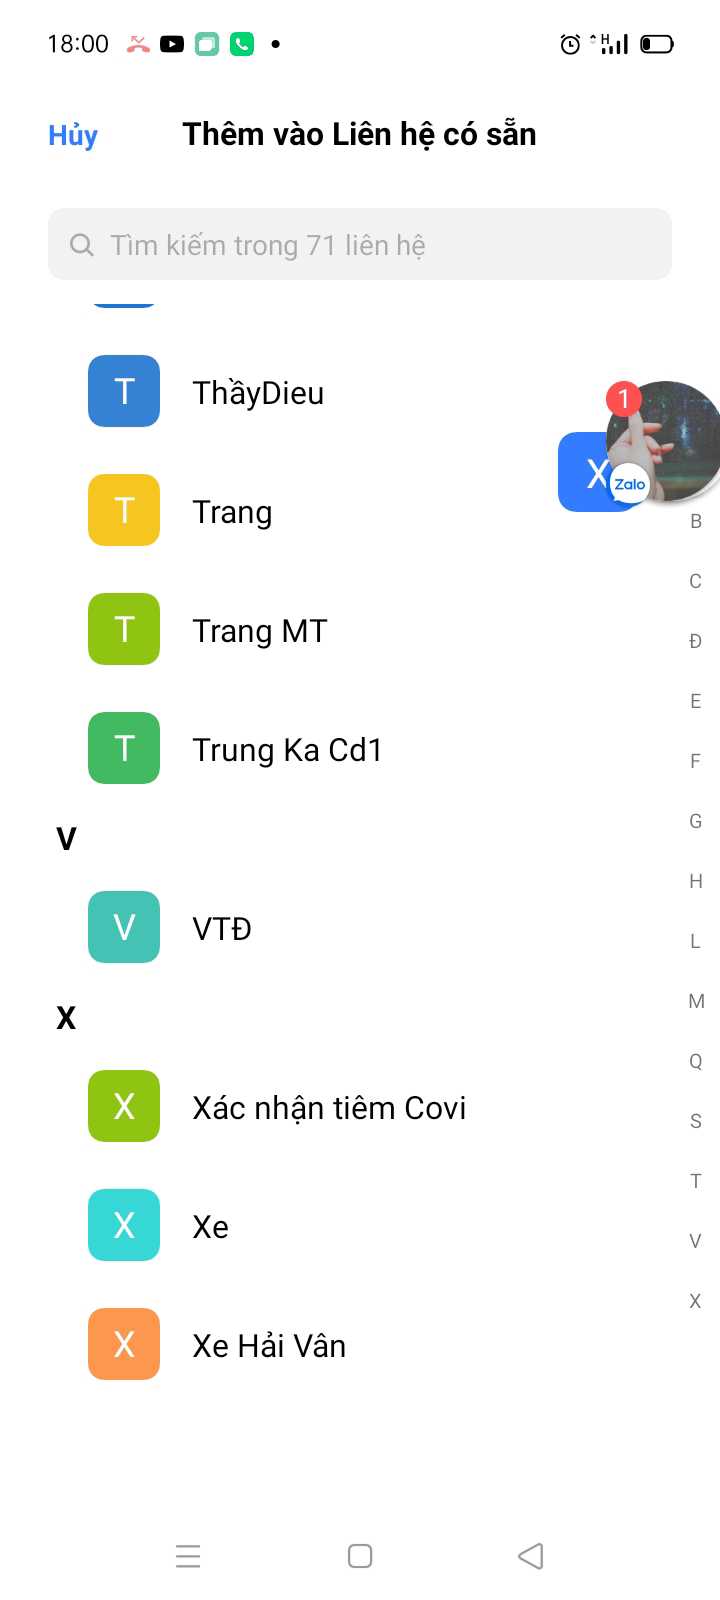 18:00
H
Hủy
Thêm vào Liên hệ có sẵn
Tìm kiếm trong 71 liên hệ
T
ThầyDieu
1
X
Zalo
T
Trang
T
Trang MT
T
Trung Ka Cd1
V
V
VTĐ
X
X
Xác nhận tiêm Covi
X
Xe
X
Xe Hải Vân
B
C
Đ
E
F
G
H
L
M
Q
S
T
V
X